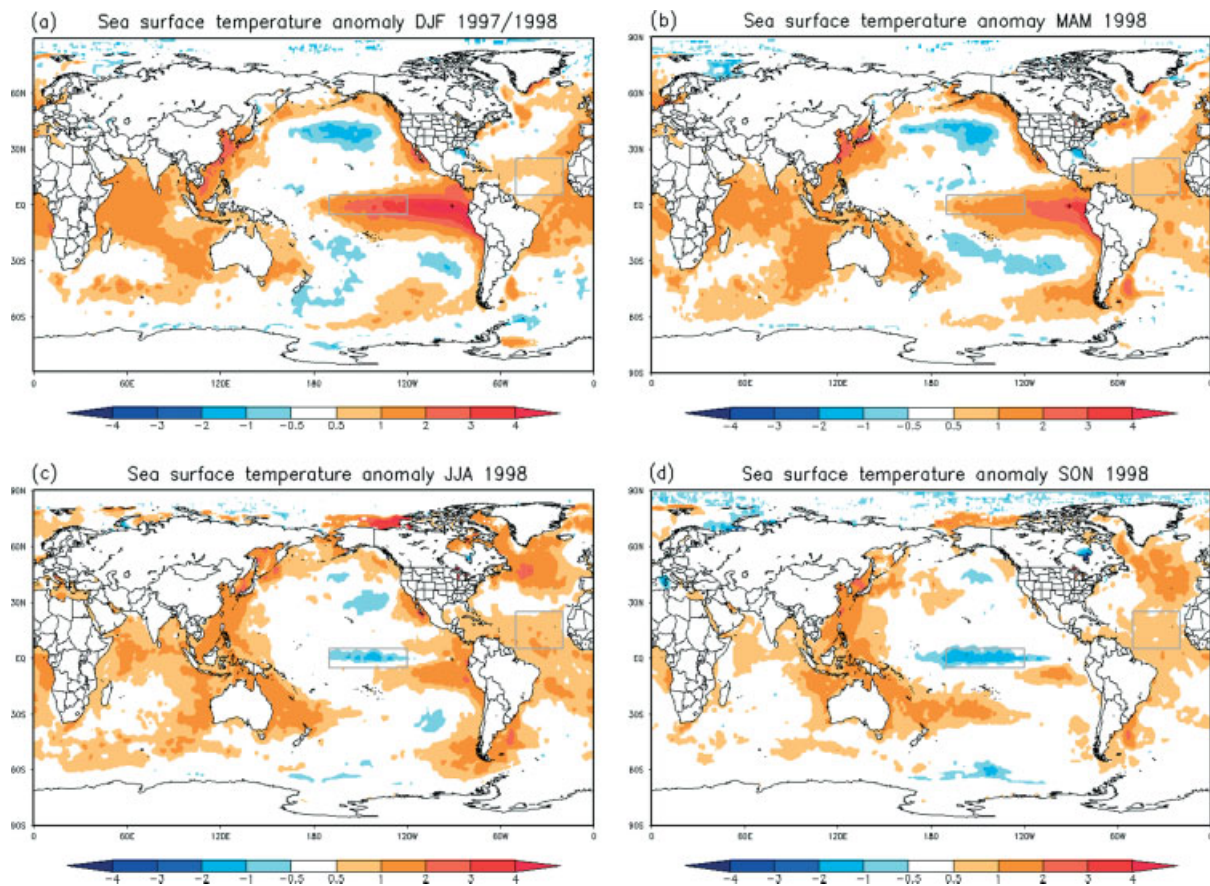 (a) Sea surface temperature anomaly DJF 1997/1998
60N
30N
EQ
30S
60S
0 60E 120E 180 120W 60W 0
-4 -3 -2 -1 -0.5 0.5 1 2 3 4
(b) Sea surface temperature anomay MAM 1998
90N
60N
30N
EQ
30S
60S
90S
0 60E 120E 180 120W 60W 0
-4 -3 -2 -1 -0.5 0.5 1 2 3 4
(c) Sea surface temperature anomaly JJA 1998
90N
60N
30N
EQ
30S
60S
90S
0 60E 120E 180 120W 60W 0
-4 -3 -2 -1 -0.5 0.5 1 2 3 4
(d) Sea surface temperature anomaly SON 1998
90N
60N
30N
EQ
30S
60S
90S
0 60E 120E 180 120W 60W 0
-4 -3 -2 -1 -0.5 0.5 1 2 3 4